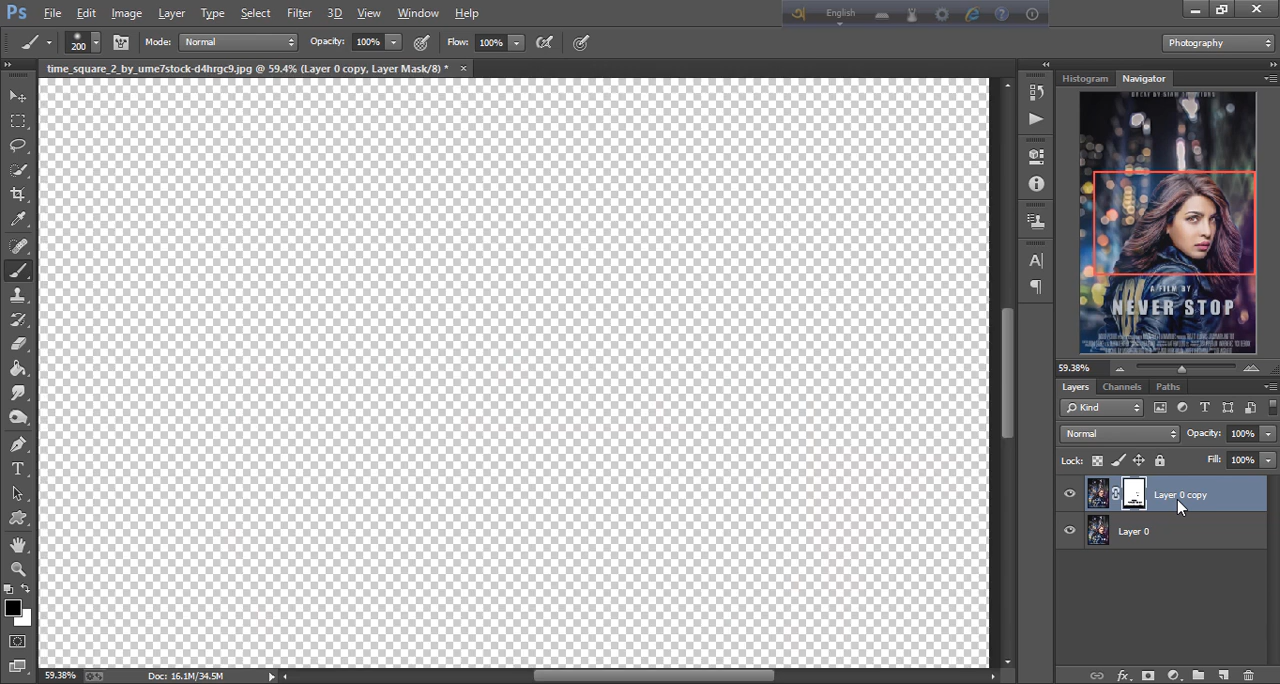 Ps File Edit Image Layer Type Select Filter 3D View Window Help
English
200 Mode: Normal Opacity: 100% Flow: 100% Photography
time_square_2_by_ume7stock-d4hrgc9.jpg @ 59.4% (Layer 0 copy, Layer Mask/8) * ×
Histogram Navigator
A FILM BY
NEVER STOP
59.38%
Layers Channels Paths
Kind
Normal Opacity: 100%
Lock: Fill: 100%
Layer 0 copy
Layer 0
59.38% Doc: 16.1M/34.5M